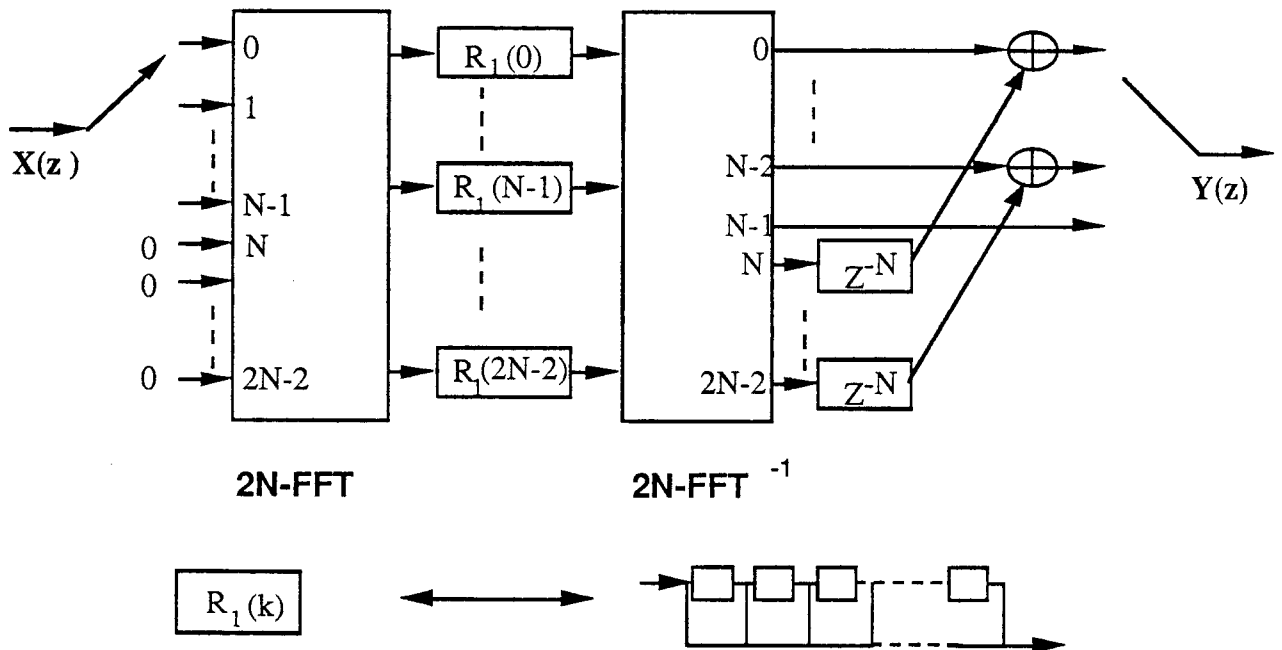 X(z)
0
1
N-1
0 N
0
0 2N-2
R₁(0)
R₁(N-1)
R₁(2N-2)
0
N-2
N-1
N
2N-2
Z⁻ᴺ
Z⁻ᴺ
Y(z)
2N-FFT
2N-FFT⁻¹
R₁(k)